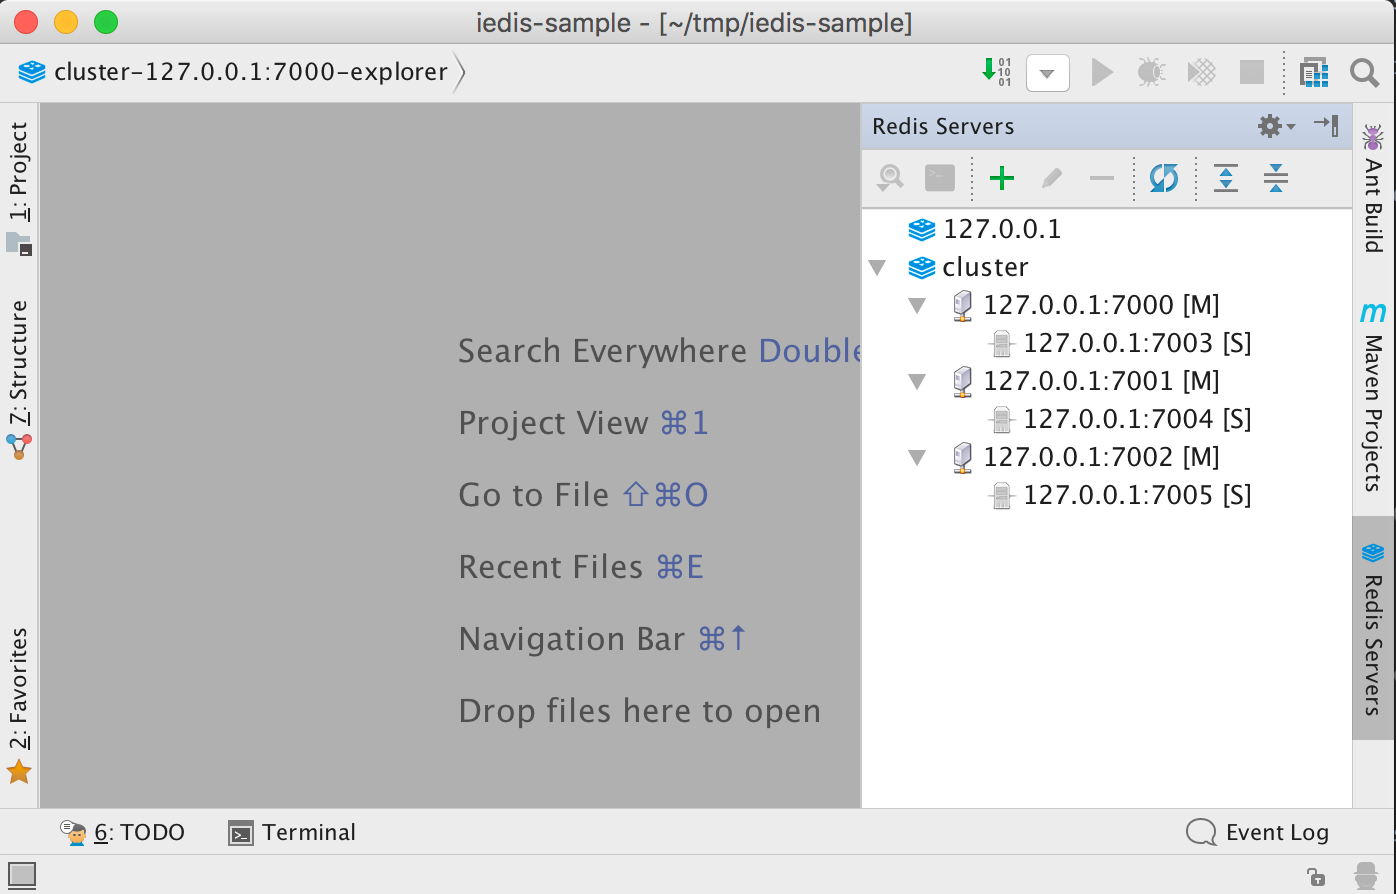 iedis-sample - [~/tmp/iedis-sample]
cluster-127.0.0.1:7000-explorer
01
10
01
1: Project
7: Structure
2: Favorites
Search Everywhere Double
Project View ⌘1
Go to File ⇧⌘O
Recent Files ⌘E
Navigation Bar ⌘↑
Drop files here to open
Redis Servers
127.0.0.1
cluster
127.0.0.1:7000 [M]
127.0.0.1:7003 [S]
127.0.0.1:7001 [M]
127.0.0.1:7004 [S]
127.0.0.1:7002 [M]
127.0.0.1:7005 [S]
Ant Build
m
Maven Projects
Redis Servers
6: TODO
Terminal
Event Log